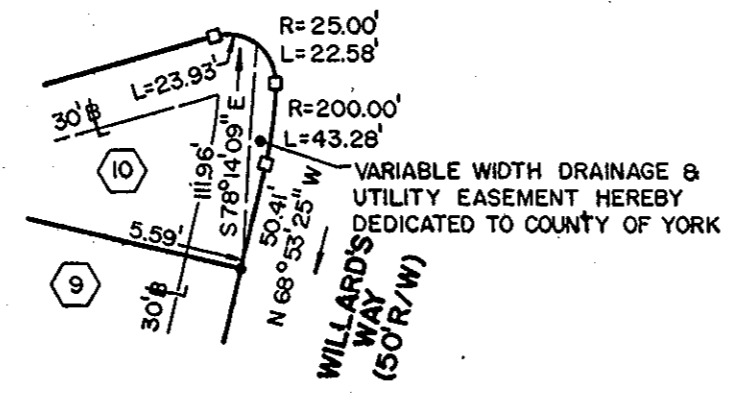 R=25.00'
L=22.58'
L=23.93'
30' B
L
R=200.00'
L=43.28'
10
111.96'
S78°14'09" E
VARIABLE WIDTH DRAINAGE &
UTILITY EASEMENT HEREBY
DEDICATED TO COUNTY OF YORK
5.59'
50.41'
N 68°53'25" W
9
30' B
L
WILLARD'S
WAY
(50' R/W)